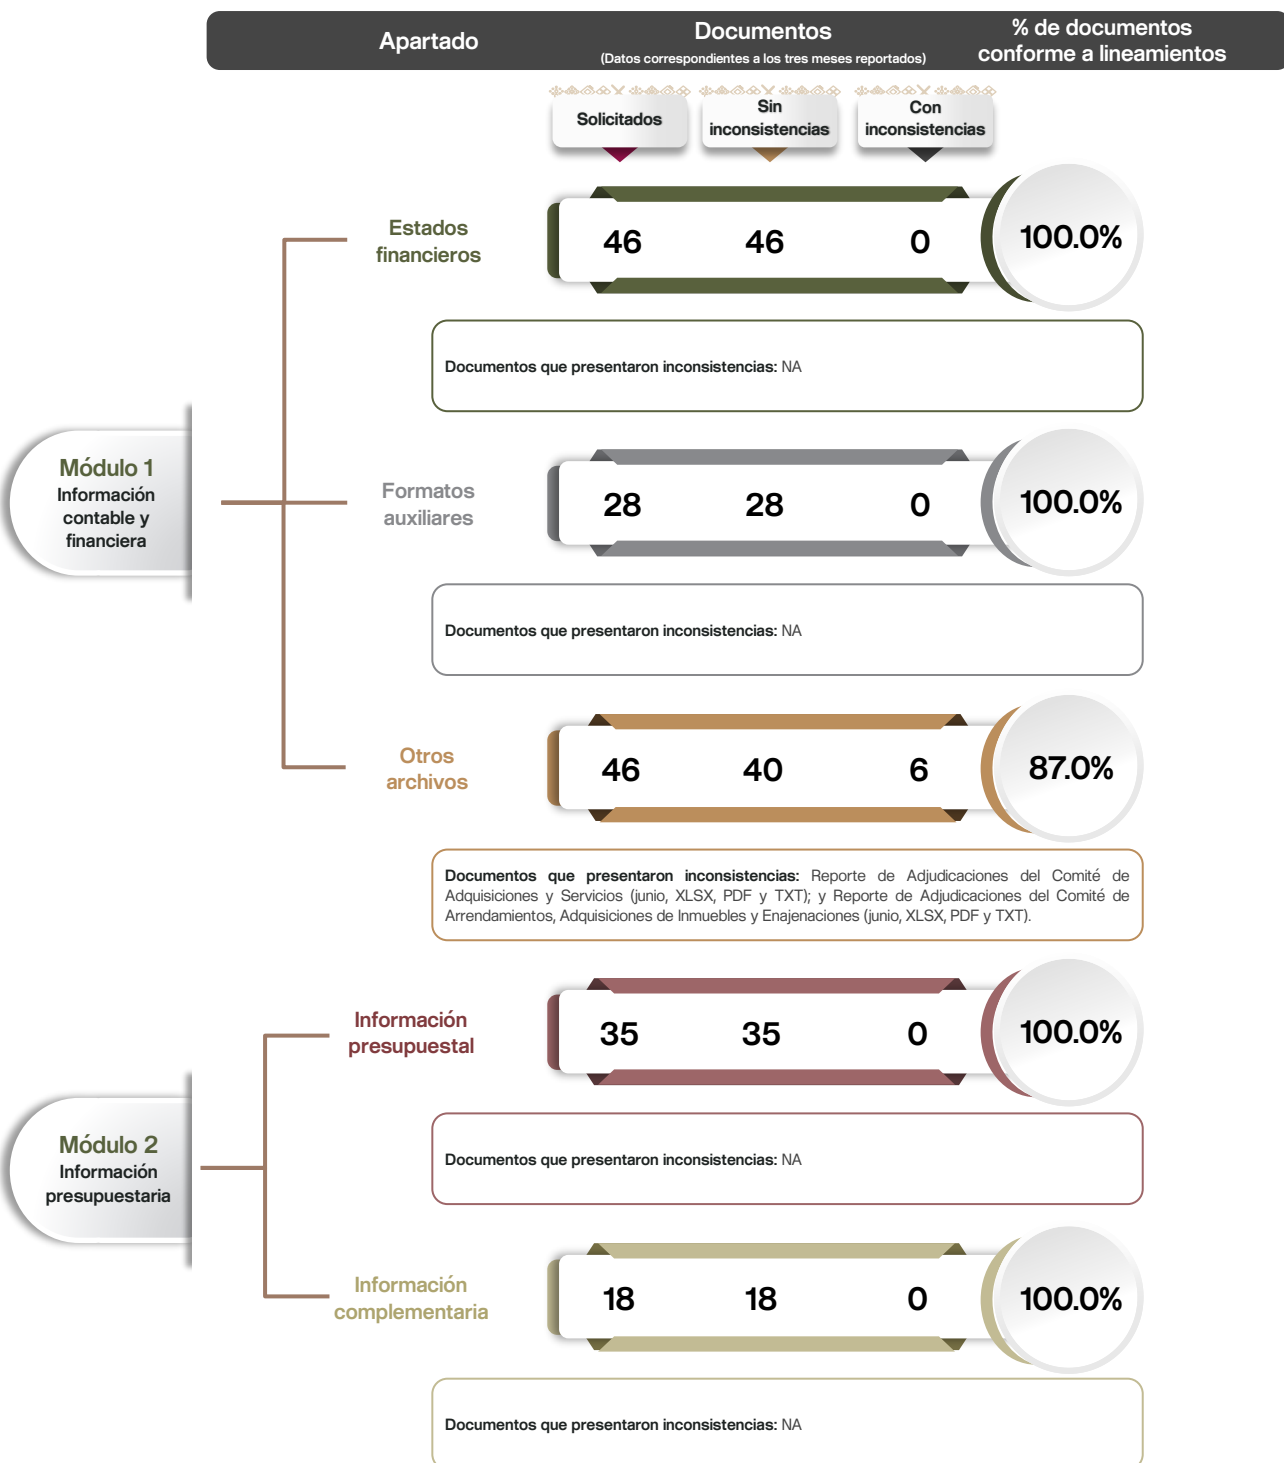 Apartado
Documentos
(Datos correspondientes a los tres meses reportados)
% de documentos
conforme a lineamientos
Solicitados
Sin
inconsistencias
Con
inconsistencias
Módulo 1
Información
contable y
financiera
Estados
financieros
46 46 0 100.0%
Documentos que presentaron inconsistencias: NA
Formatos
auxiliares
28 28 0 100.0%
Documentos que presentaron inconsistencias: NA
Otros
archivos
46 40 6 87.0%
Documentos que presentaron inconsistencias: Reporte de Adjudicaciones del Comité de
Adquisiciones y Servicios (junio, XLSX, PDF y TXT); y Reporte de Adjudicaciones del Comité de
Arrendamientos, Adquisiciones de Inmuebles y Enajenaciones (junio, XLSX, PDF y TXT).
Módulo 2
Información
presupuestaria
Información
presupuestal
35 35 0 100.0%
Documentos que presentaron inconsistencias: NA
Información
complementaria
18 18 0 100.0%
Documentos que presentaron inconsistencias: NA